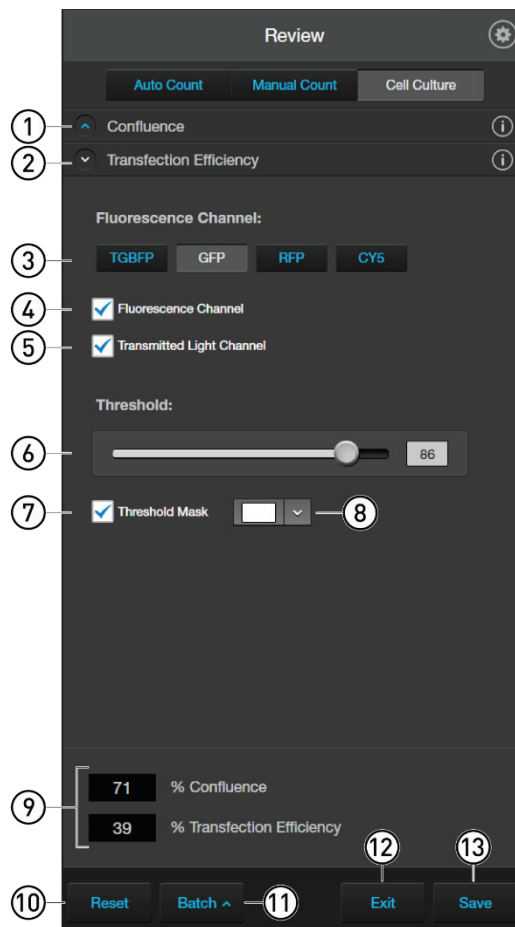 Review
Auto Count Manual Count Cell Culture
1 Confluence i
2 Transfection Efficiency i
Fluorescence Channel:
3 TGBFP GFP RFP CY5
4 Fluorescence Channel
5 Transmitted Light Channel
Threshold:
6 86
7 Threshold Mask 8
71 % Confluence
9
39 % Transfection Efficiency
12 13
10 Reset Batch 11 Exit Save